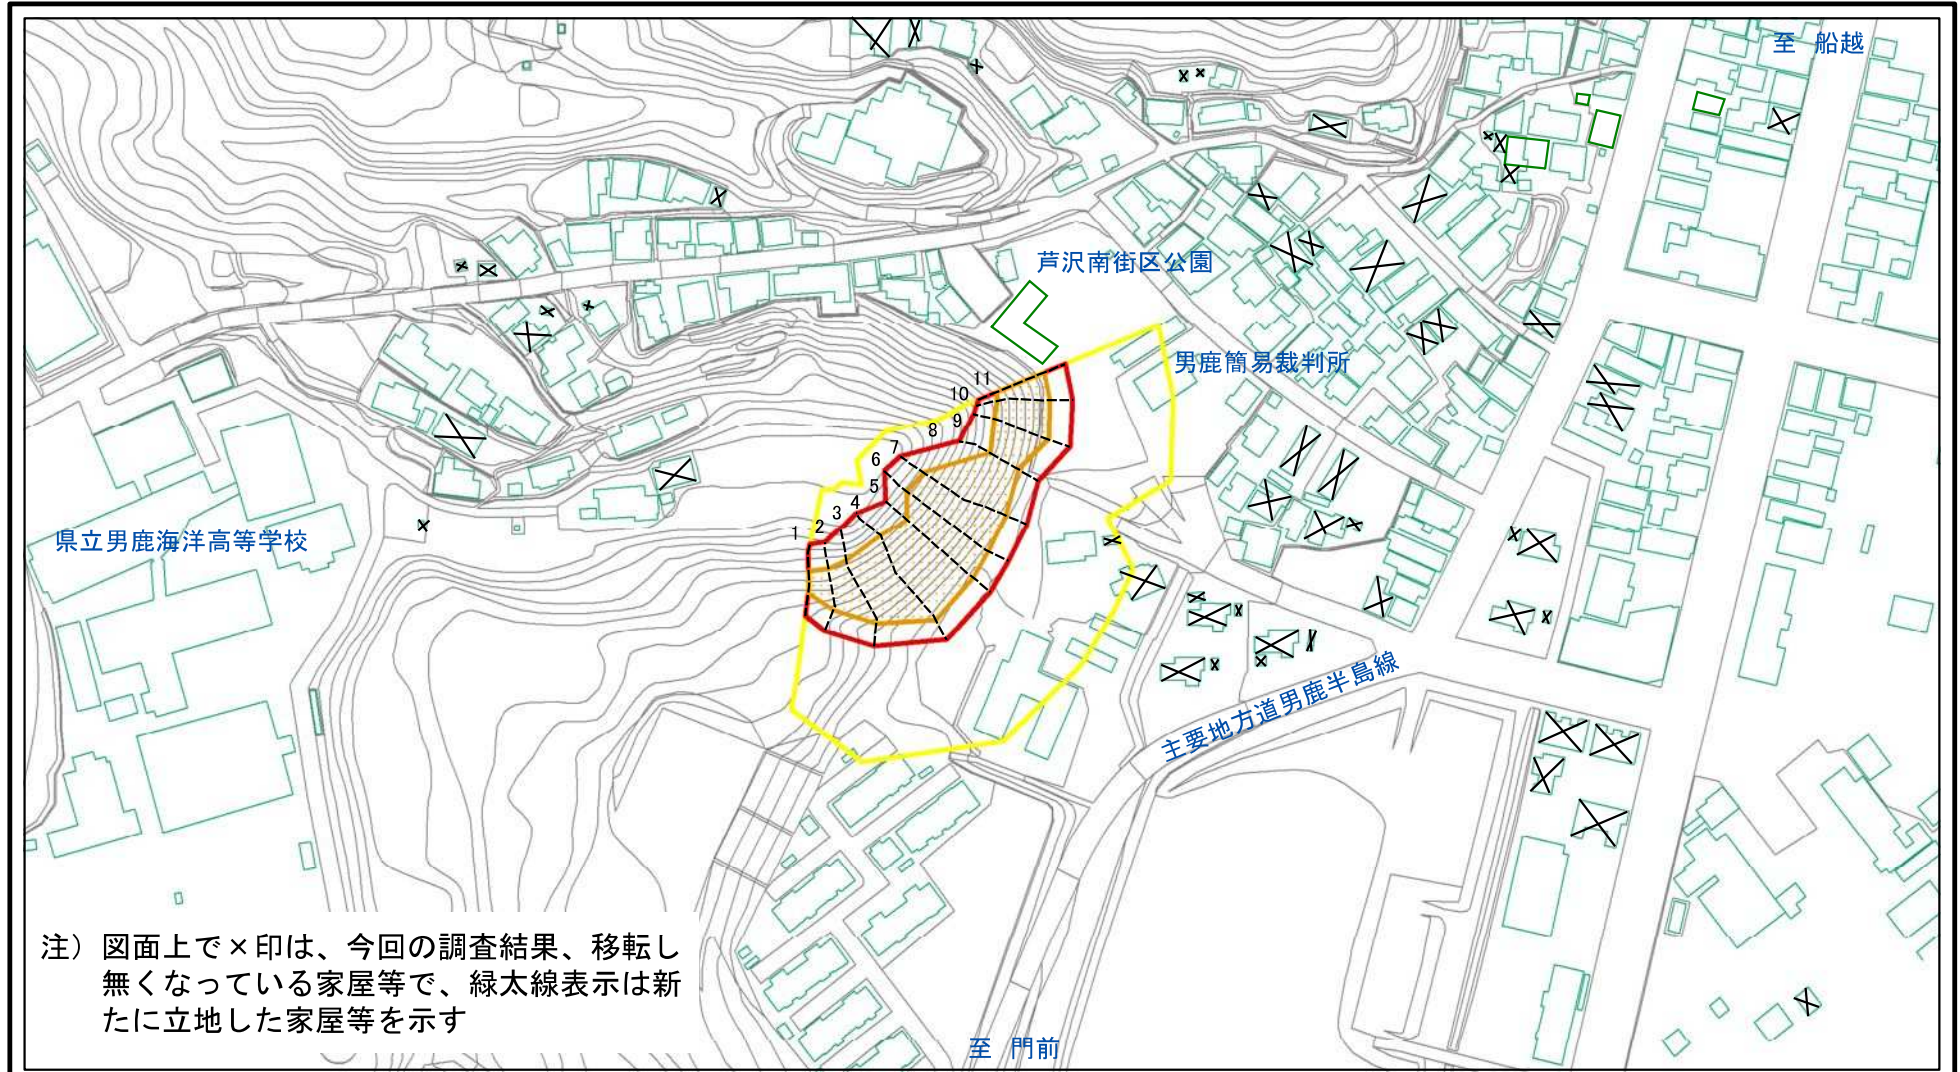 至 船越
芦沢南街区公園
男鹿簡易裁判所
11
10
9
8
7
6
5
4
3
2
1
県立男鹿海洋高等学校
主要地方道男鹿半島線
注) 図面上で×印は、今回の調査結果、移転し
無くなっている家屋等で、緑太線表示は新
たに立地した家屋等を示す
至 門前